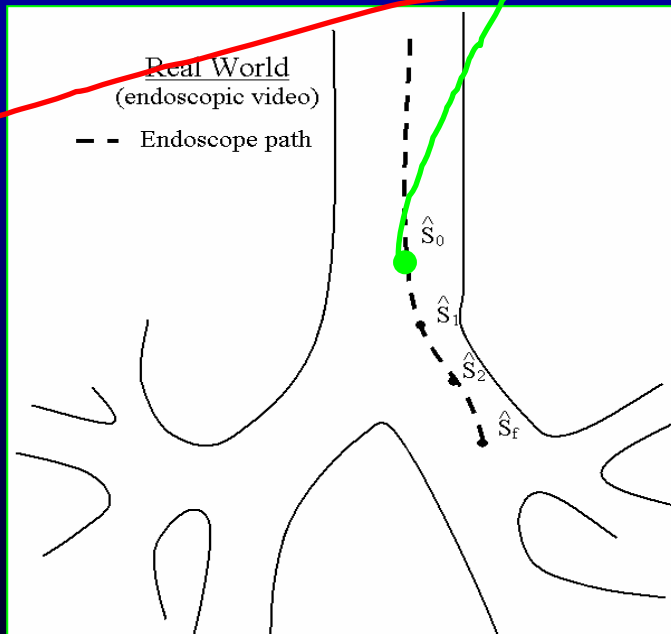 Real World
(endoscopic video)
Endoscope path
Ŝ₀
Ŝ₁
Ŝ₂
Ŝf